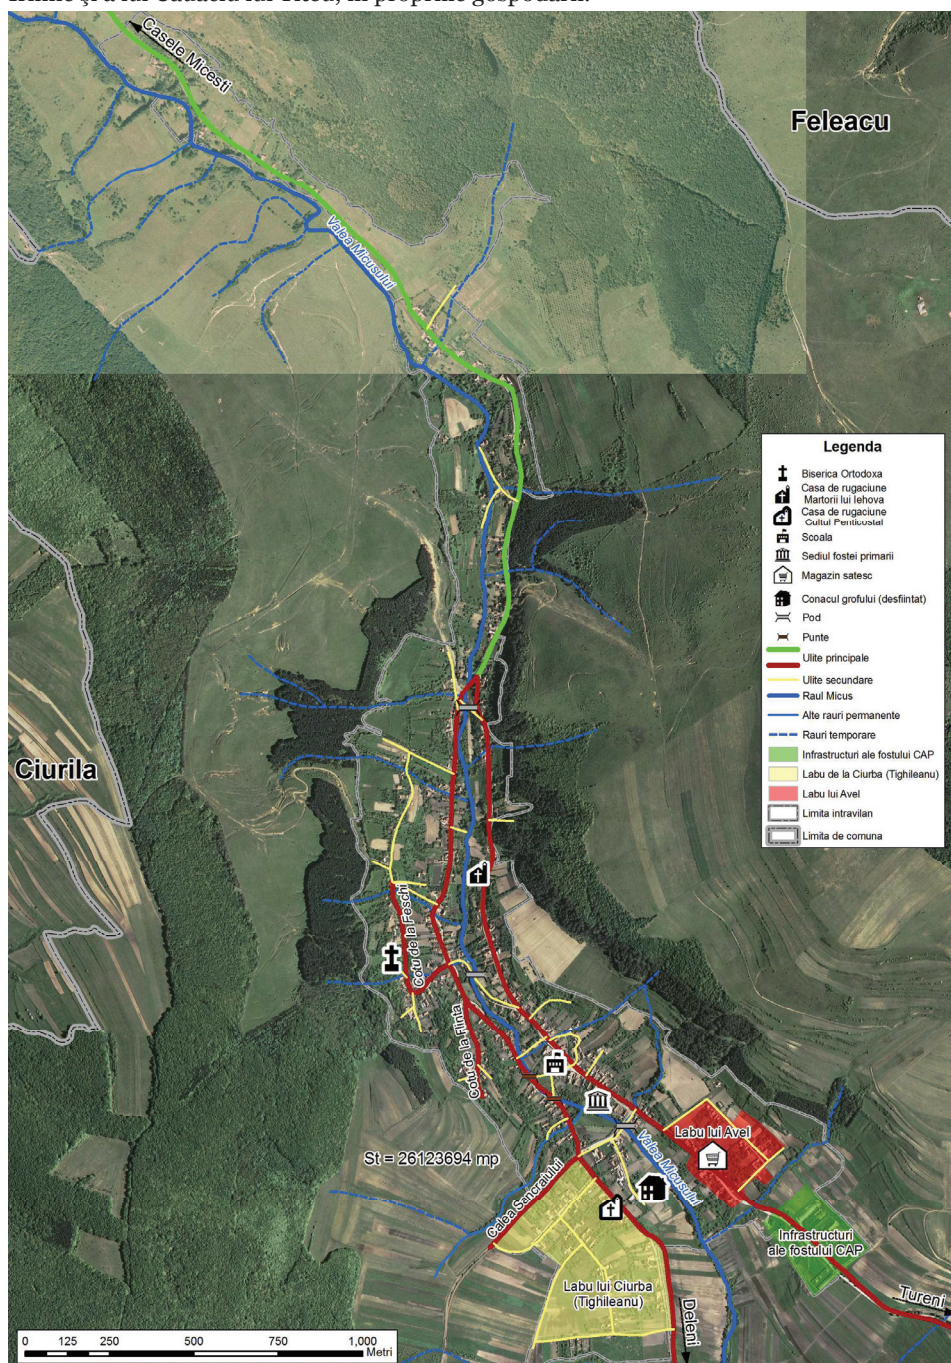 Casele Micesti
Feleacu
Valea Micusului
Legenda
Biserica Ortodoxa
Casa de rugaciune
Martorii lui Iehova
Casa de rugaciune
Cultul Penticostal
Scoala
Sediul fostei primarii
Magazin satesc
Conacul grofului (desfiintat)
Pod
Punte
Ulite principale
Ulite secundare
Raul Micus
Alte rauri permanente
Rauri temporare
Infrastructuri ale fostului CAP
Labu de la Ciurba (Tighileanu)
Labu lui Avel
Limita intravilan
Limita de comuna
Ciurila
Cotu de la Feschi
Cotu de la Fiinta
Labu lui Avel
Valea Micusului
St = 26123694 mp
Calea Sancraiului
Infrastructuri
ale fostului CAP
Labu lui Ciurba
(Tighileanu)
Tureni
Deleni
0 125 250 500 750 1,000
Metri